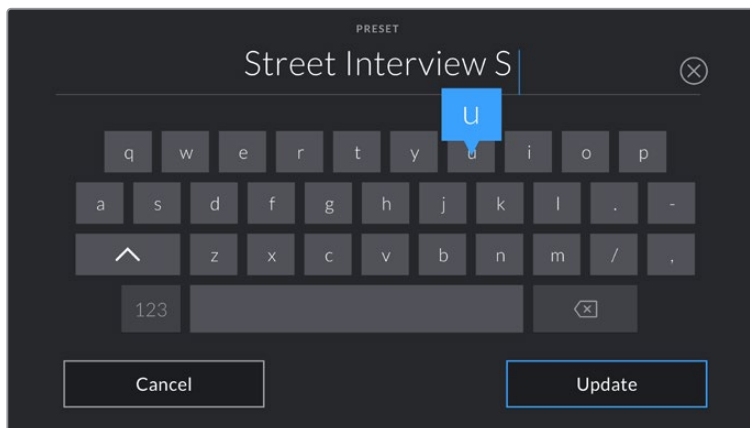 PRESET
Street Interview S
u
q w e r t y u i o p
a s d f g h j k l . -
z x c v b n m / ,
123
Cancel Update